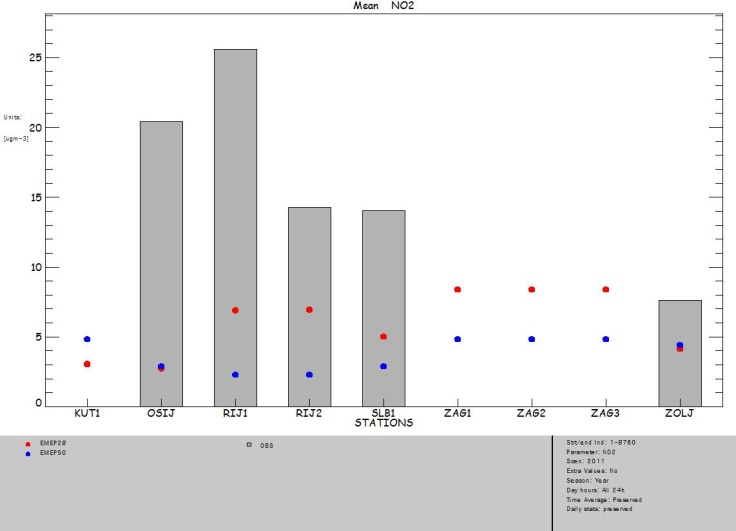 Mean NO2
25
Units:
20
[ugm-3]
15
10
5
0
KUT1 OSIJ RIJ1 RIJ2 SLB1 ZAG1 ZAG2 ZAG3 ZOLJ
STATIONS
EMEP28
EMEP50
OBS
Strt/end Ind: 1-8760
Parameter: NO2
Scen: 2011
Extra Values: No
Season: Year
Day hours: All 24h
Time Average: Preserved
Daily stats: preserved